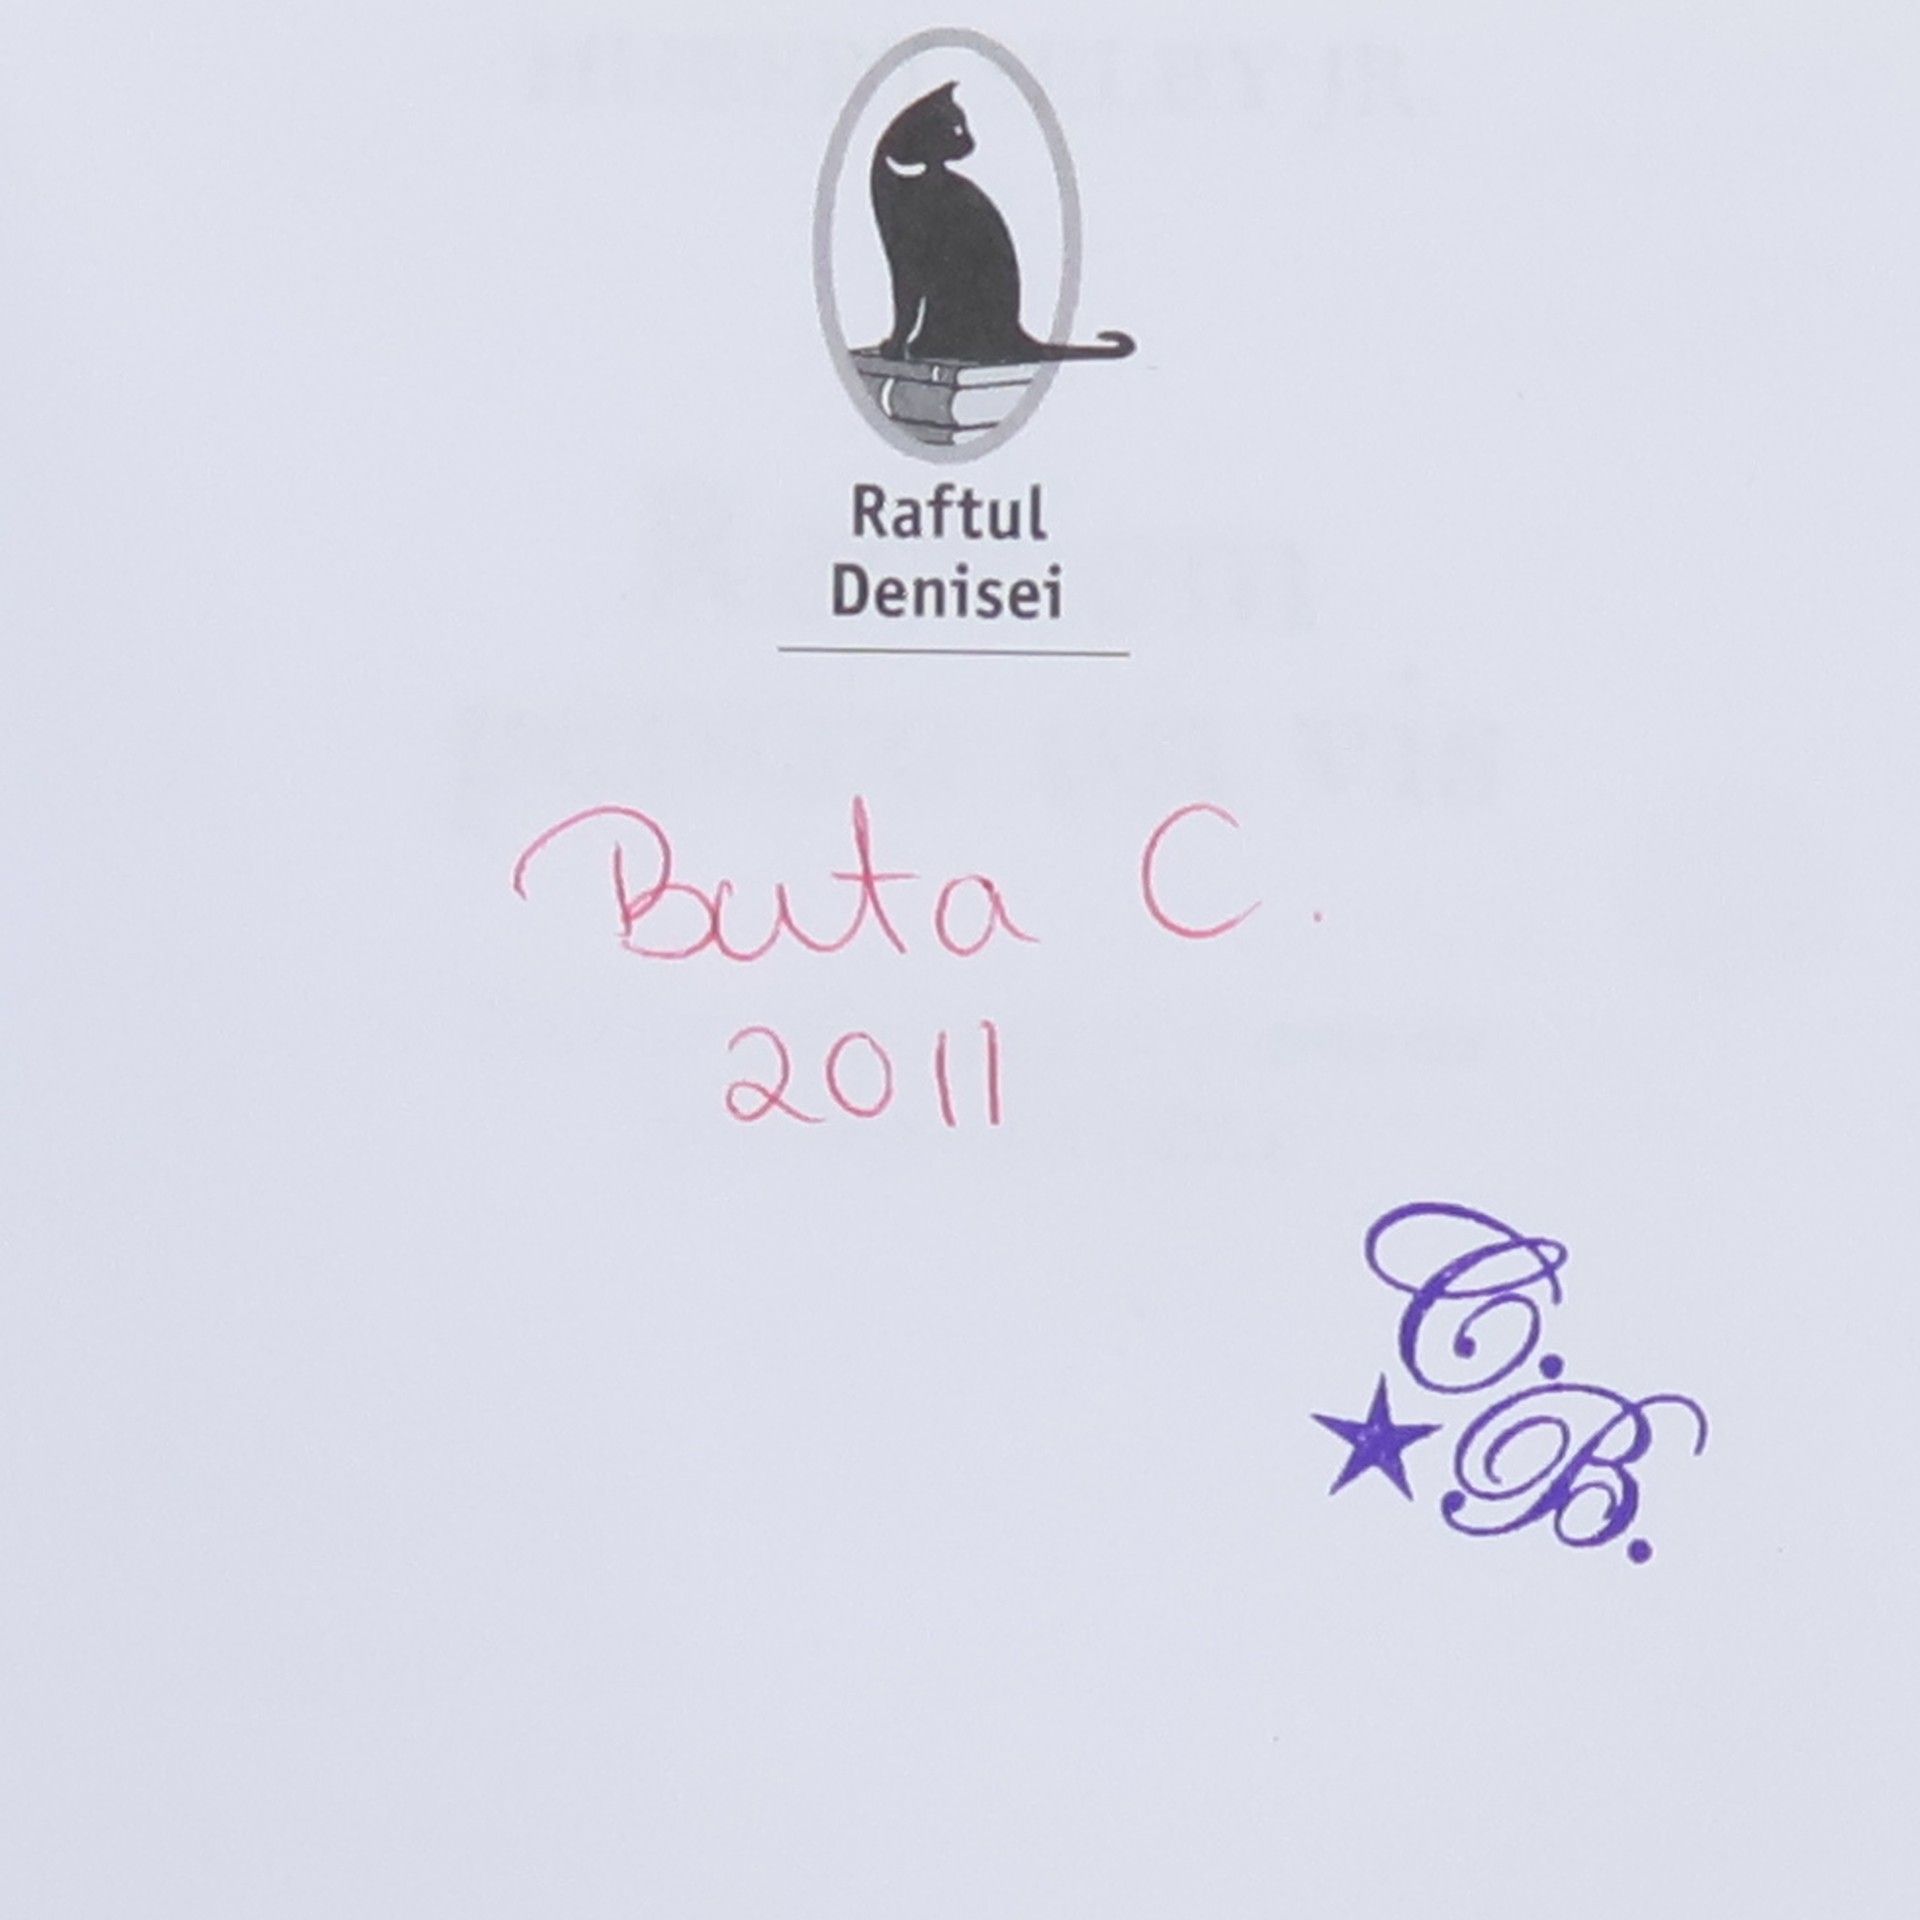 Raftul
Denisei
Buta C.
2011
C.
B.